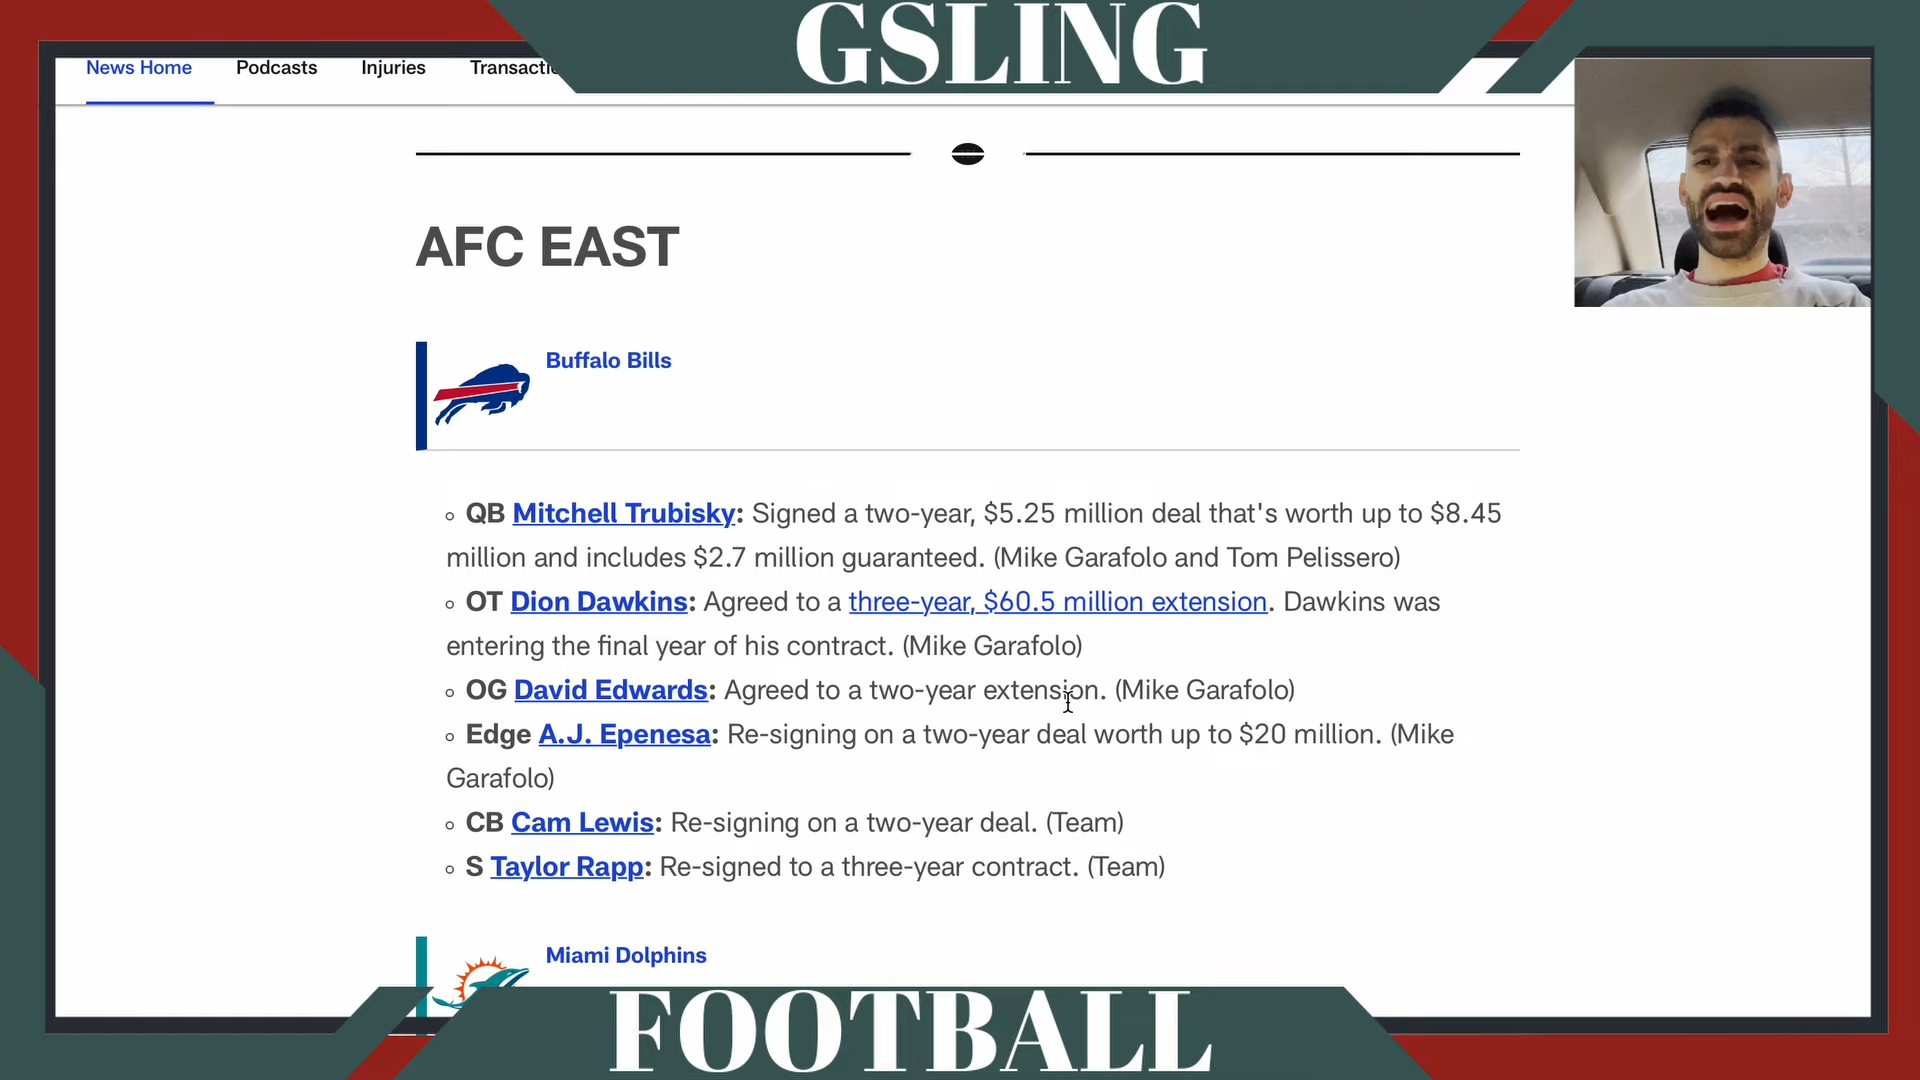 GSLING
News Home Podcasts Injuries Transactio
AFC EAST
Buffalo Bills
QB Mitchell Trubisky: Signed a two-year, $5.25 million deal that's worth up to $8.45
million and includes $2.7 million guaranteed. (Mike Garafolo and Tom Pelissero)
OT Dion Dawkins: Agreed to a three-year, $60.5 million extension. Dawkins was
entering the final year of his contract. (Mike Garafolo)
OG David Edwards: Agreed to a two-year extension. (Mike Garafolo)
Edge A.J. Epenesa: Re-signing on a two-year deal worth up to $20 million. (Mike
Garafolo)
CB Cam Lewis: Re-signing on a two-year deal. (Team)
S Taylor Rapp: Re-signed to a three-year contract. (Team)
Miami Dolphins
FOOTBALL